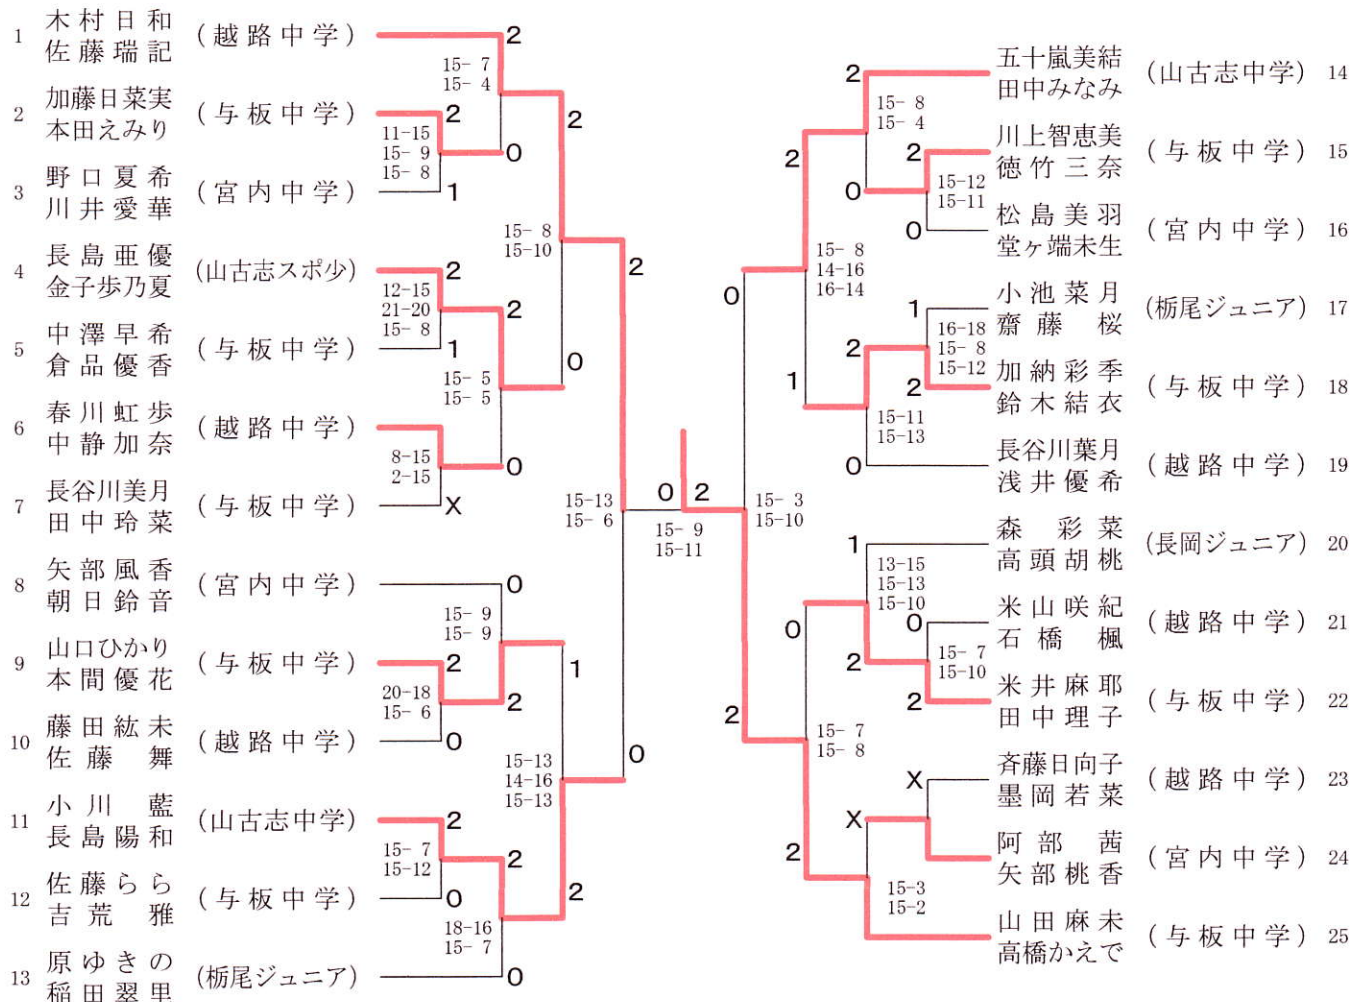 1 木村日和 (越路中学) 2
佐藤瑞記
15- 7
15- 4
2 加藤日菜実 (与板中学) 2
本田えみり
11-15
15- 9
15- 8
0
2
3 野口夏希 (宮内中学) 1
川井愛華
15- 8
15-10
4 長島亜優 (山古志スポ少) 2
金子歩乃夏
12-15
21-20
15- 8
2
2
5 中澤早希 (与板中学) 1
倉品優香
15- 5
15- 5
0
6 春川虹歩 (越路中学)
中静加奈
8-15
2-15
0
7 長谷川美月 (与板中学) X
田中玲菜
15-13
15- 6
0 2
15- 9
15-11
8 矢部風香 (宮内中学) 0
朝日鈴音
15- 9
15- 9
9 山口ひかり (与板中学) 2
本間優花
20-18
15- 6
2
1
10 藤田紘未 (越路中学) 0
佐藤舞
15-13
14-16
15-13
0
11 小川藍 (山古志中学) 2
長島陽和
15- 7
15-12
2
2
12 佐藤らら (与板中学) 0
吉荒雅
18-16
15- 7
13 原ゆきの (栃尾ジュニア) 0
稲田翠里
2 五十嵐美結 (山古志中学) 14
田中みなみ
15- 8
15- 4
2
2 川上智恵美 (与板中学) 15
徳竹三奈
15-12
15-11
0
0 松島美羽 (宮内中学) 16
堂ヶ端未生
15- 8
14-16
16-14
0
1 小池菜月 (栃尾ジュニア) 17
齋藤桜
16-18
15- 8
15-12
2
1
2 加納彩季 (与板中学) 18
鈴木結衣
15-11
15-13
0 長谷川葉月 (越路中学) 19
浅井優希
15- 3
15-10
1 森彩菜 (長岡ジュニア) 20
高頭胡桃
13-15
15-13
15-10
0
0 米山咲紀 (越路中学) 21
石橋楓
15- 7
15-10
2
2 米井麻耶 (与板中学) 22
田中理子
2
15- 7
15- 8
X 斉藤日向子 (越路中学) 23
墨岡若菜
X
2
阿部茜 (宮内中学) 24
矢部桃香
15-3
15-2
山田麻未 (与板中学) 25
高橋かえで